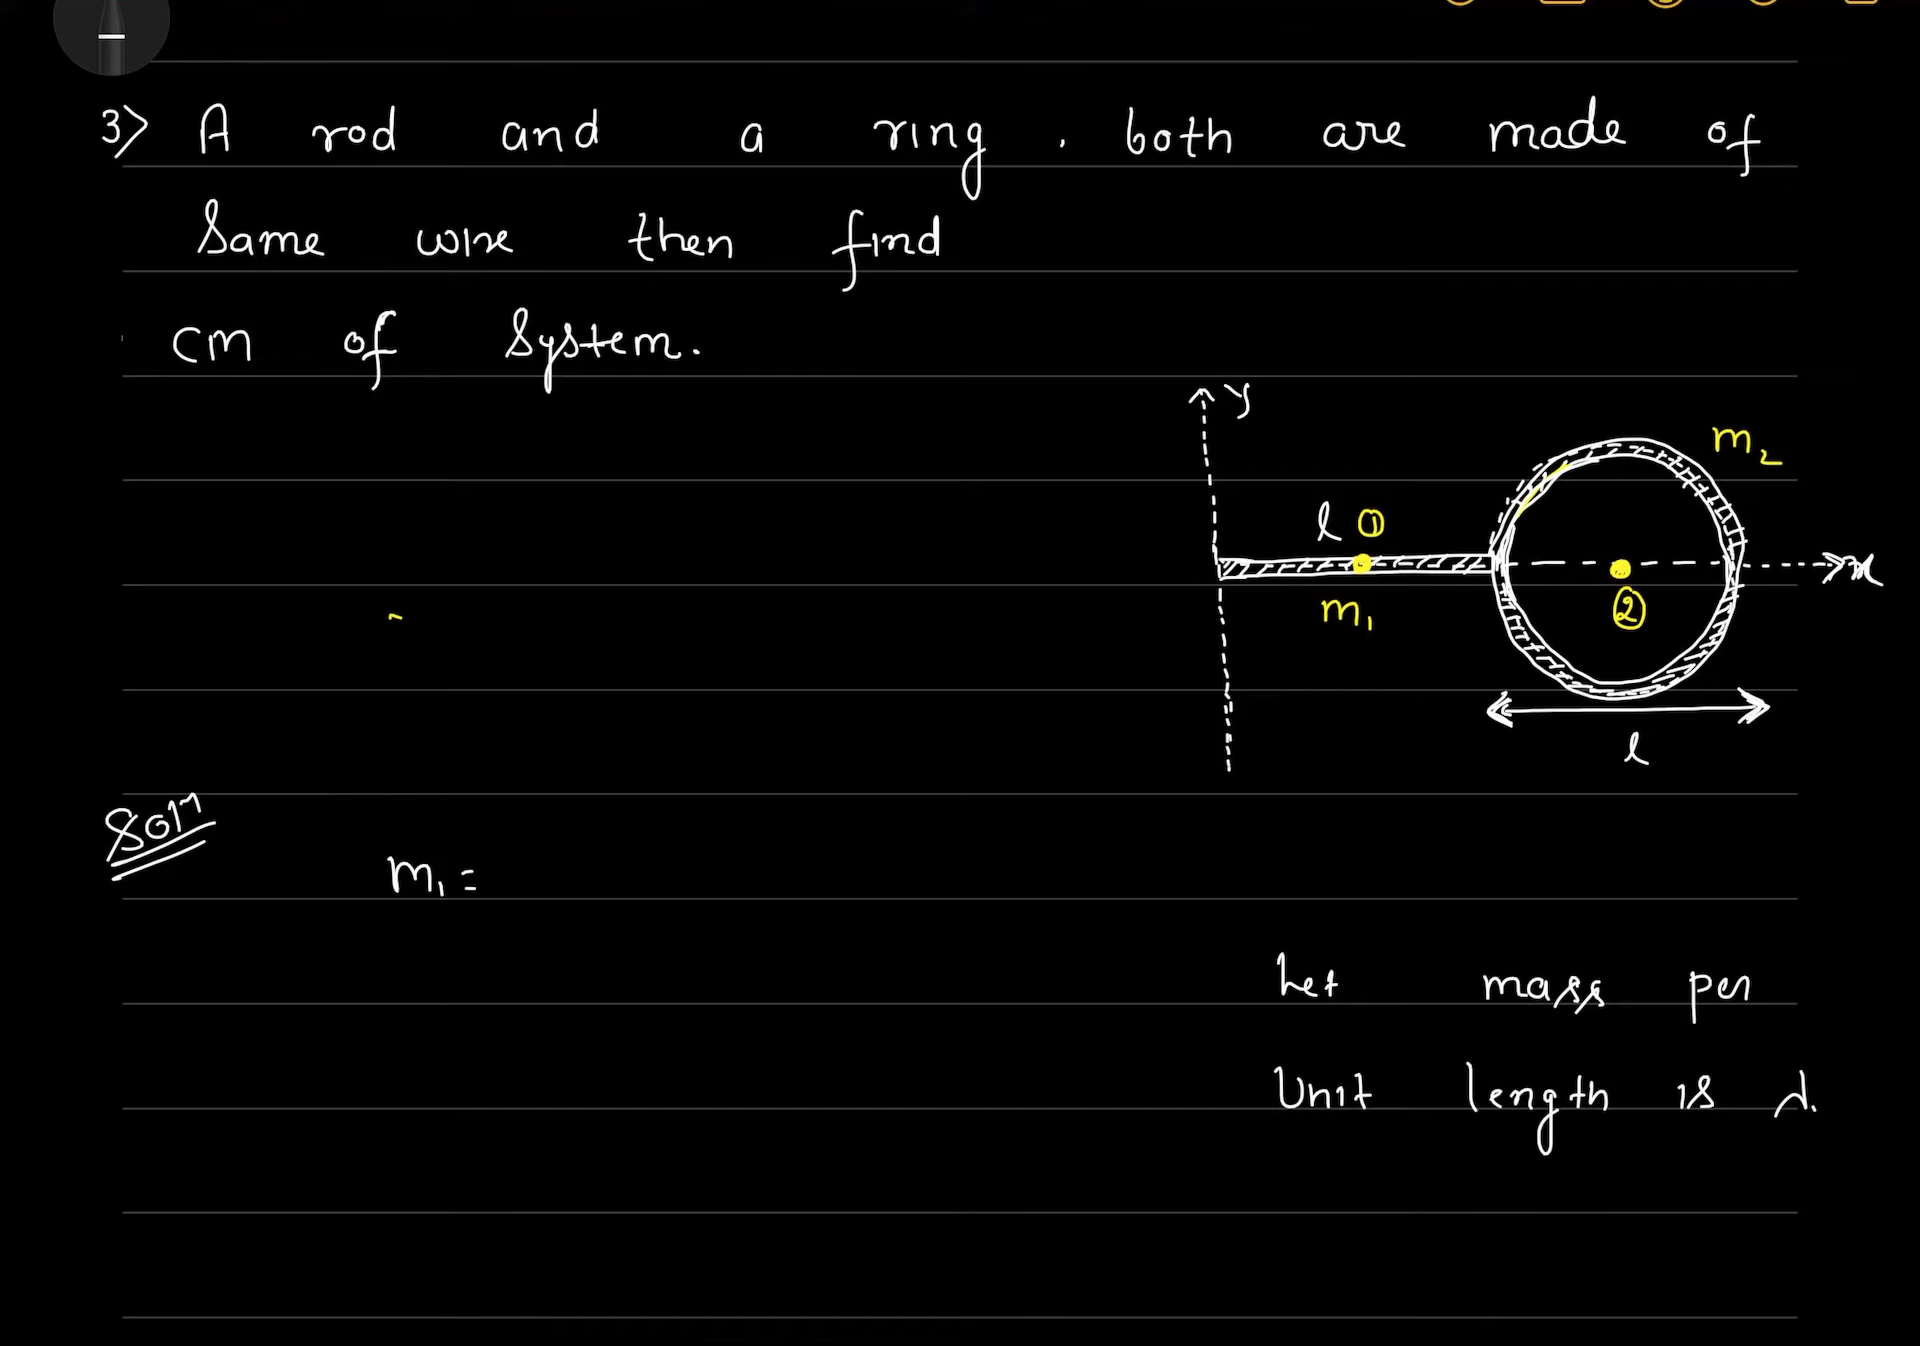 3> A rod and a ring, both are made of
same wire then find
cm of system.
y
m₂
l ①
x
m₁
②
l
Solⁿ
m₁ =
Let mass per
Unit length is λ.